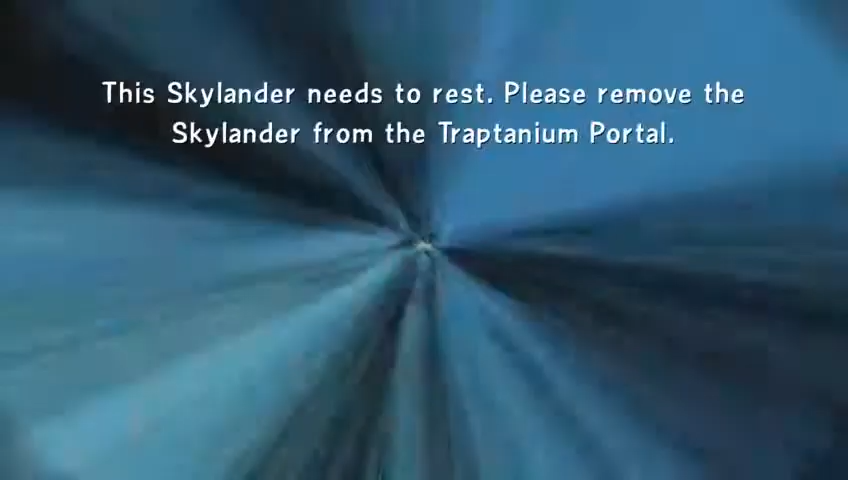 This Skylander needs to rest. Please remove the
Skylander from the Traptanium Portal.